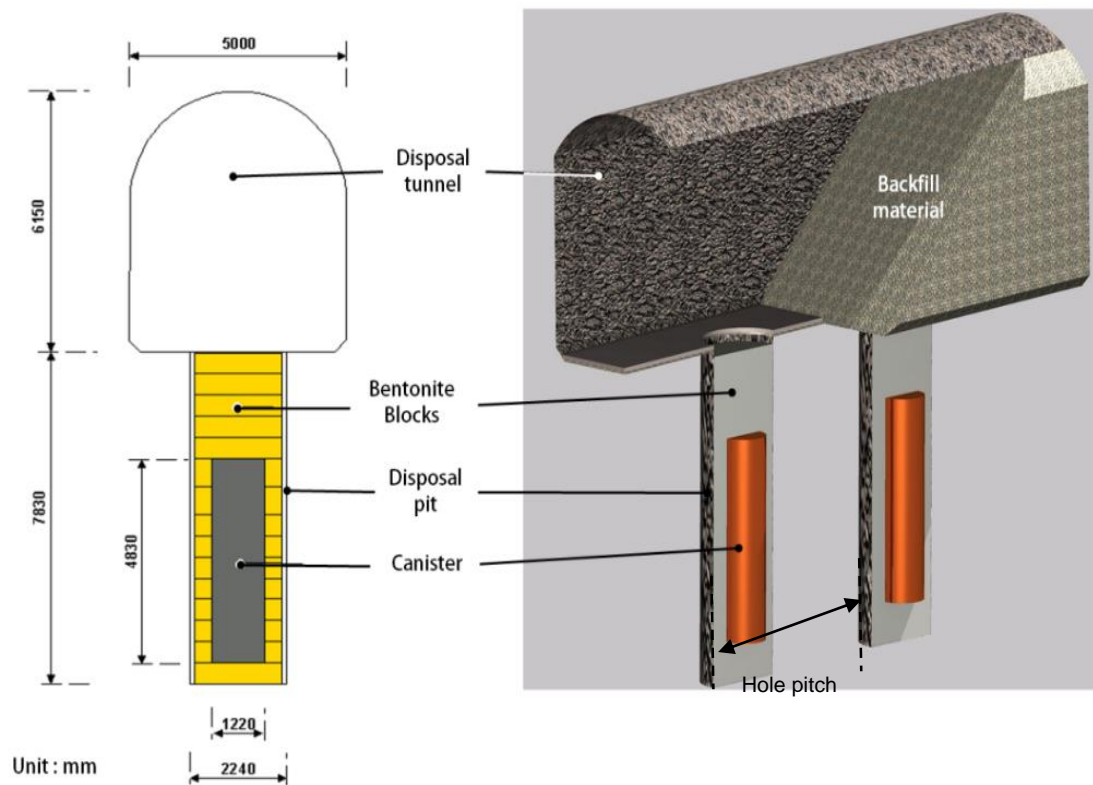 5000
Disposal
tunnel
6150
Backfill
material
Bentonite
Blocks
Disposal
pit
7830
4830
Canister
Hole pitch
1220
2240
Unit : mm